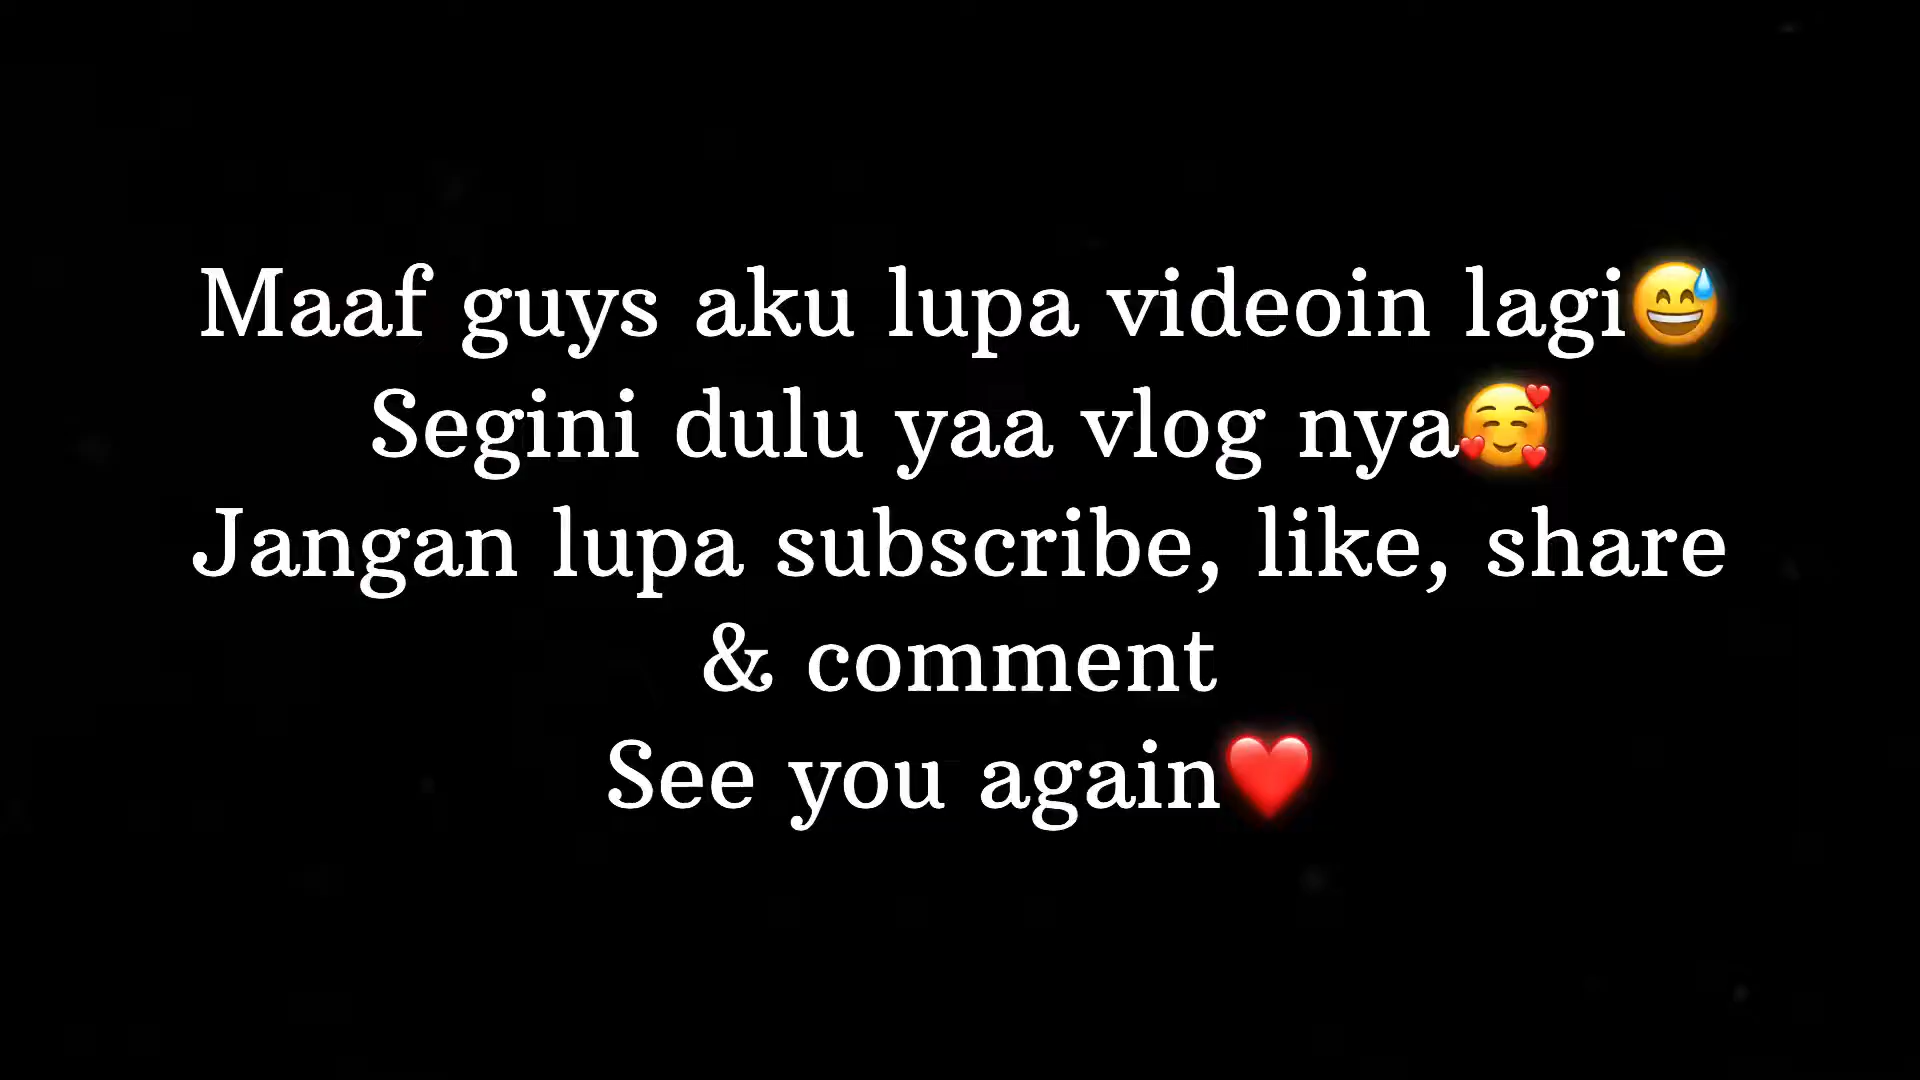 Maaf guys aku lupa videoin lagi😅
Segini dulu yaa vlog nya🥰
Jangan lupa subscribe, like, share
& comment
See you again❤️